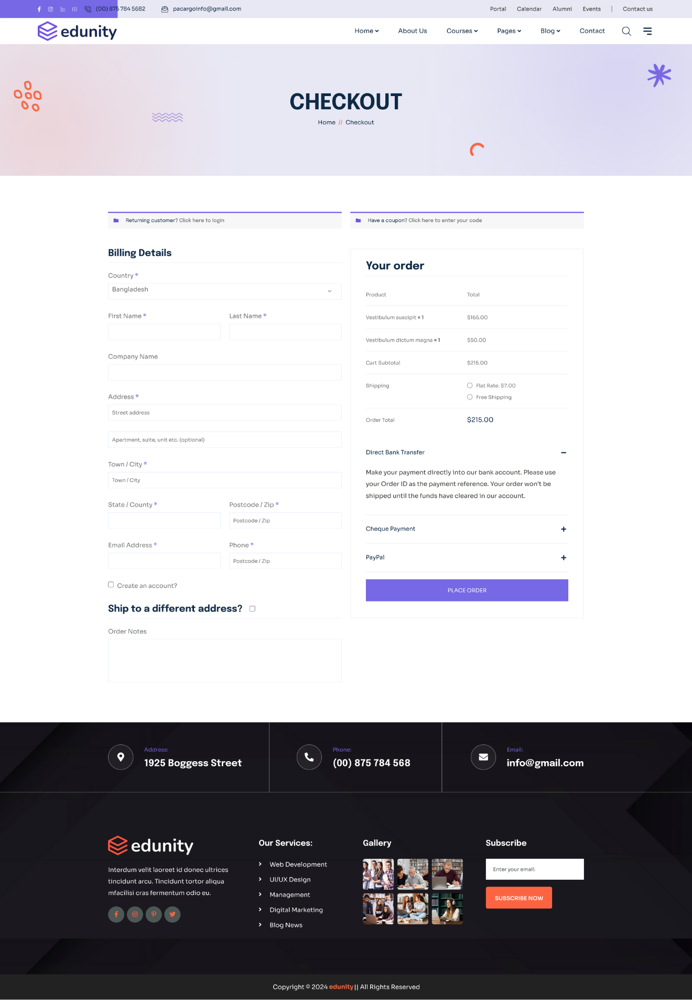 (00) 875 784 5682
pacargoinfo@gmail.com
Portal
Calendar
Alumni
Events
|
Contact us
edunity
Home
About Us
Courses
Pages
Blog
Contact
CHECKOUT
Home // Checkout
Returning customer? Click here to login
Have a coupon? Click here to enter your code
Billing Details
Country *
Bangladesh
First Name *
Last Name *
Company Name
Address *
Street address
Apartment, suite, unit etc. (optional)
Town / City *
Town / City
State / County *
Postcode / Zip *
Postcode / Zip
Email Address *
Phone *
Postcode / Zip
Create an account?
Ship to a different address?
Order Notes
Your order
Product
Total
Vestibulum suscipit × 1
$165.00
Vestibulum dictum magna × 1
$50.00
Cart Subtotal
$215.00
Shipping
Flat Rate: $7.00
Free Shipping
Order Total
$215.00
Direct Bank Transfer
Make your payment directly into our bank account. Please use
your Order ID as the payment reference. Your order won’t be
shipped until the funds have cleared in our account.
Cheque Payment
PayPal
PLACE ORDER
Address:
1925 Boggess Street
Phone:
(00) 875 784 568
Email:
info@gmail.com
edunity
Interdum velit laoreet id donec ultrices
tincidunt arcu. Tincidunt tortor aliqua
mfacilisi cras fermentum odio eu.
Our Services:
Web Development
UI/UX Design
Management
Digital Marketing
Blog News
Gallery
Subscribe
Enter your email:
SUBSCRIBE NOW
Copyright © 2024 edunity || All Rights Reserved